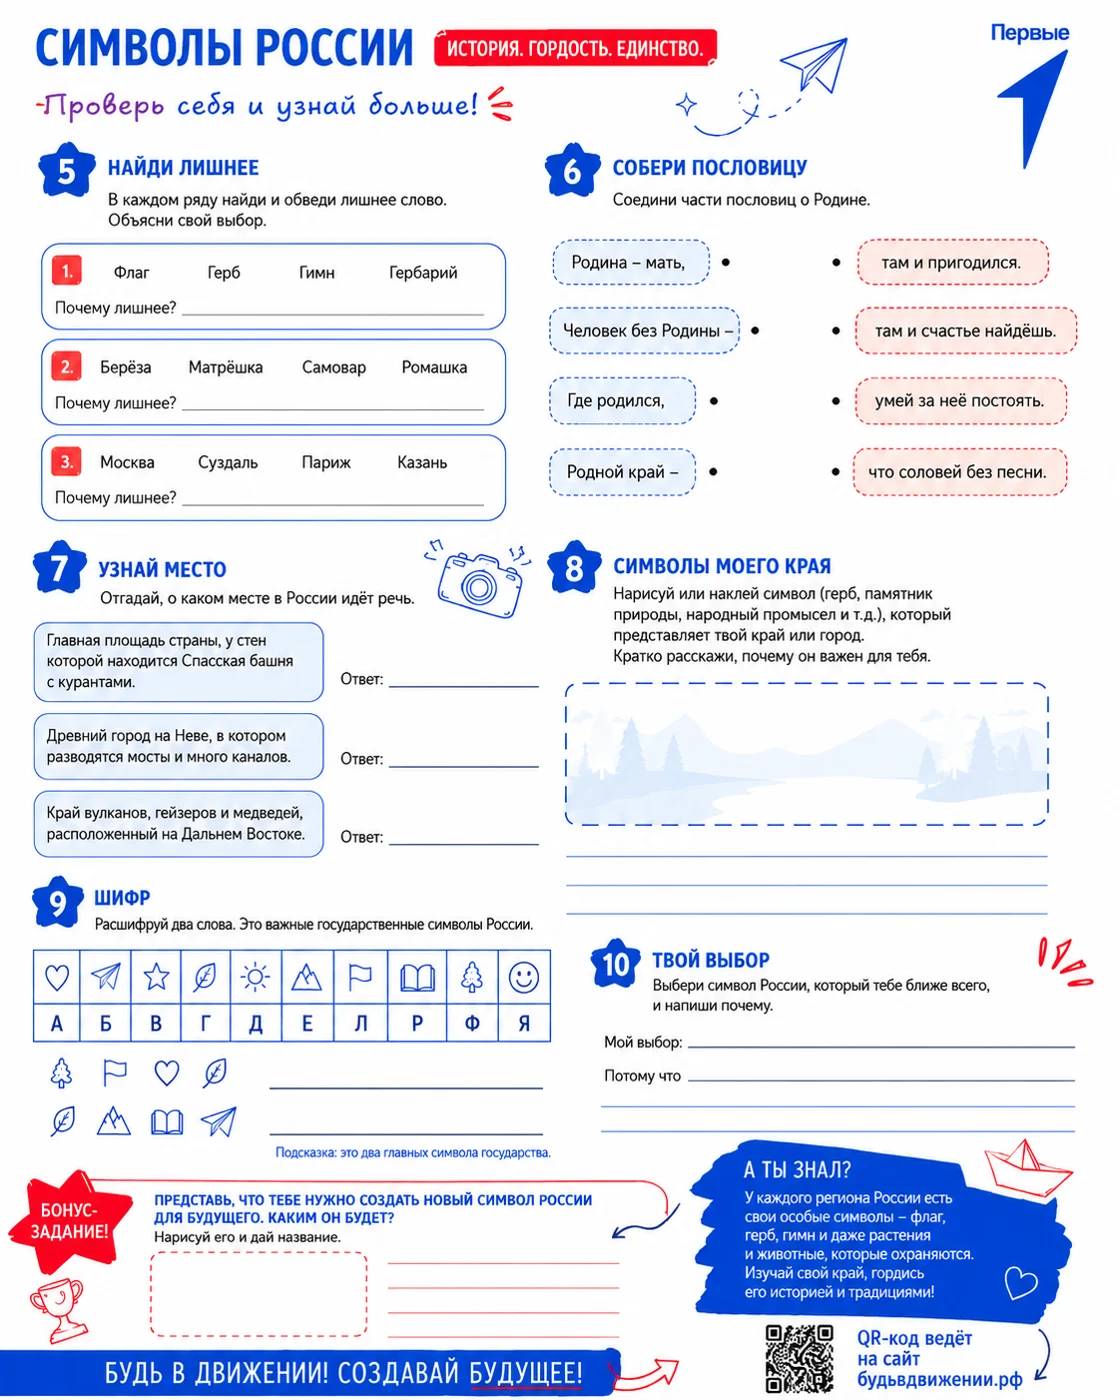 СИМВОЛЫ РОССИИ
ИСТОРИЯ. ГОРДОСТЬ. ЕДИНСТВО.
Первые
Проверь себя и узнай больше!
5
НАЙДИ ЛИШНЕЕ
В каждом ряду найди и обведи лишнее слово.
Объясни свой выбор.
1. Флаг Герб Гимн Гербарий
Почему лишнее?
2. Берёза Матрёшка Самовар Ромашка
Почему лишнее?
3. Москва Суздаль Париж Казань
Почему лишнее?
6
СОБЕРИ ПОСЛОВИЦУ
Соедини части пословиц о Родине.
Родина – мать, • • там и пригодился.
Человек без Родины – • • там и счастье найдёшь.
Где родился, • • умей за неё постоять.
Родной край – • • что соловей без песни.
7
УЗНАЙ МЕСТО
Отгадай, о каком месте в России идёт речь.
Главная площадь страны, у стен
которой находится Спасская башня
с курантами.
Ответ:
Древний город на Неве, в котором
разводятся мосты и много каналов.
Ответ:
Край вулканов, гейзеров и медведей,
расположенный на Дальнем Востоке.
Ответ:
8
СИМВОЛЫ МОЕГО КРАЯ
Нарисуй или наклей символ (герб, памятник
природы, народный промысел и т.д.), который
представляет твой край или город.
Кратко расскажи, почему он важен для тебя.
9
ШИФР
Расшифруй два слова. Это важные государственные символы России.
А Б В Г Д Е Л Р Ф Я
Подсказка: это два главных символа государства.
10
ТВОЙ ВЫБОР
Выбери символ России, который тебе ближе всего,
и напиши почему.
Мой выбор:
Потому что
БОНУС-
ЗАДАНИЕ!
ПРЕДСТАВЬ, ЧТО ТЕБЕ НУЖНО СОЗДАТЬ НОВЫЙ СИМВОЛ РОССИИ
ДЛЯ БУДУЩЕГО. КАКИМ ОН БУДЕТ?
Нарисуй его и дай название.
А ТЫ ЗНАЛ?
У каждого региона России есть
свои особые символы – флаг,
герб, гимн и даже растения
и животные, которые охраняются.
Изучай свой край, гордись
его историей и традициями!
БУДЬ В ДВИЖЕНИИ! СОЗДАВАЙ БУДУЩЕЕ!
QR-код ведёт
на сайт
будьвдвижении.рф